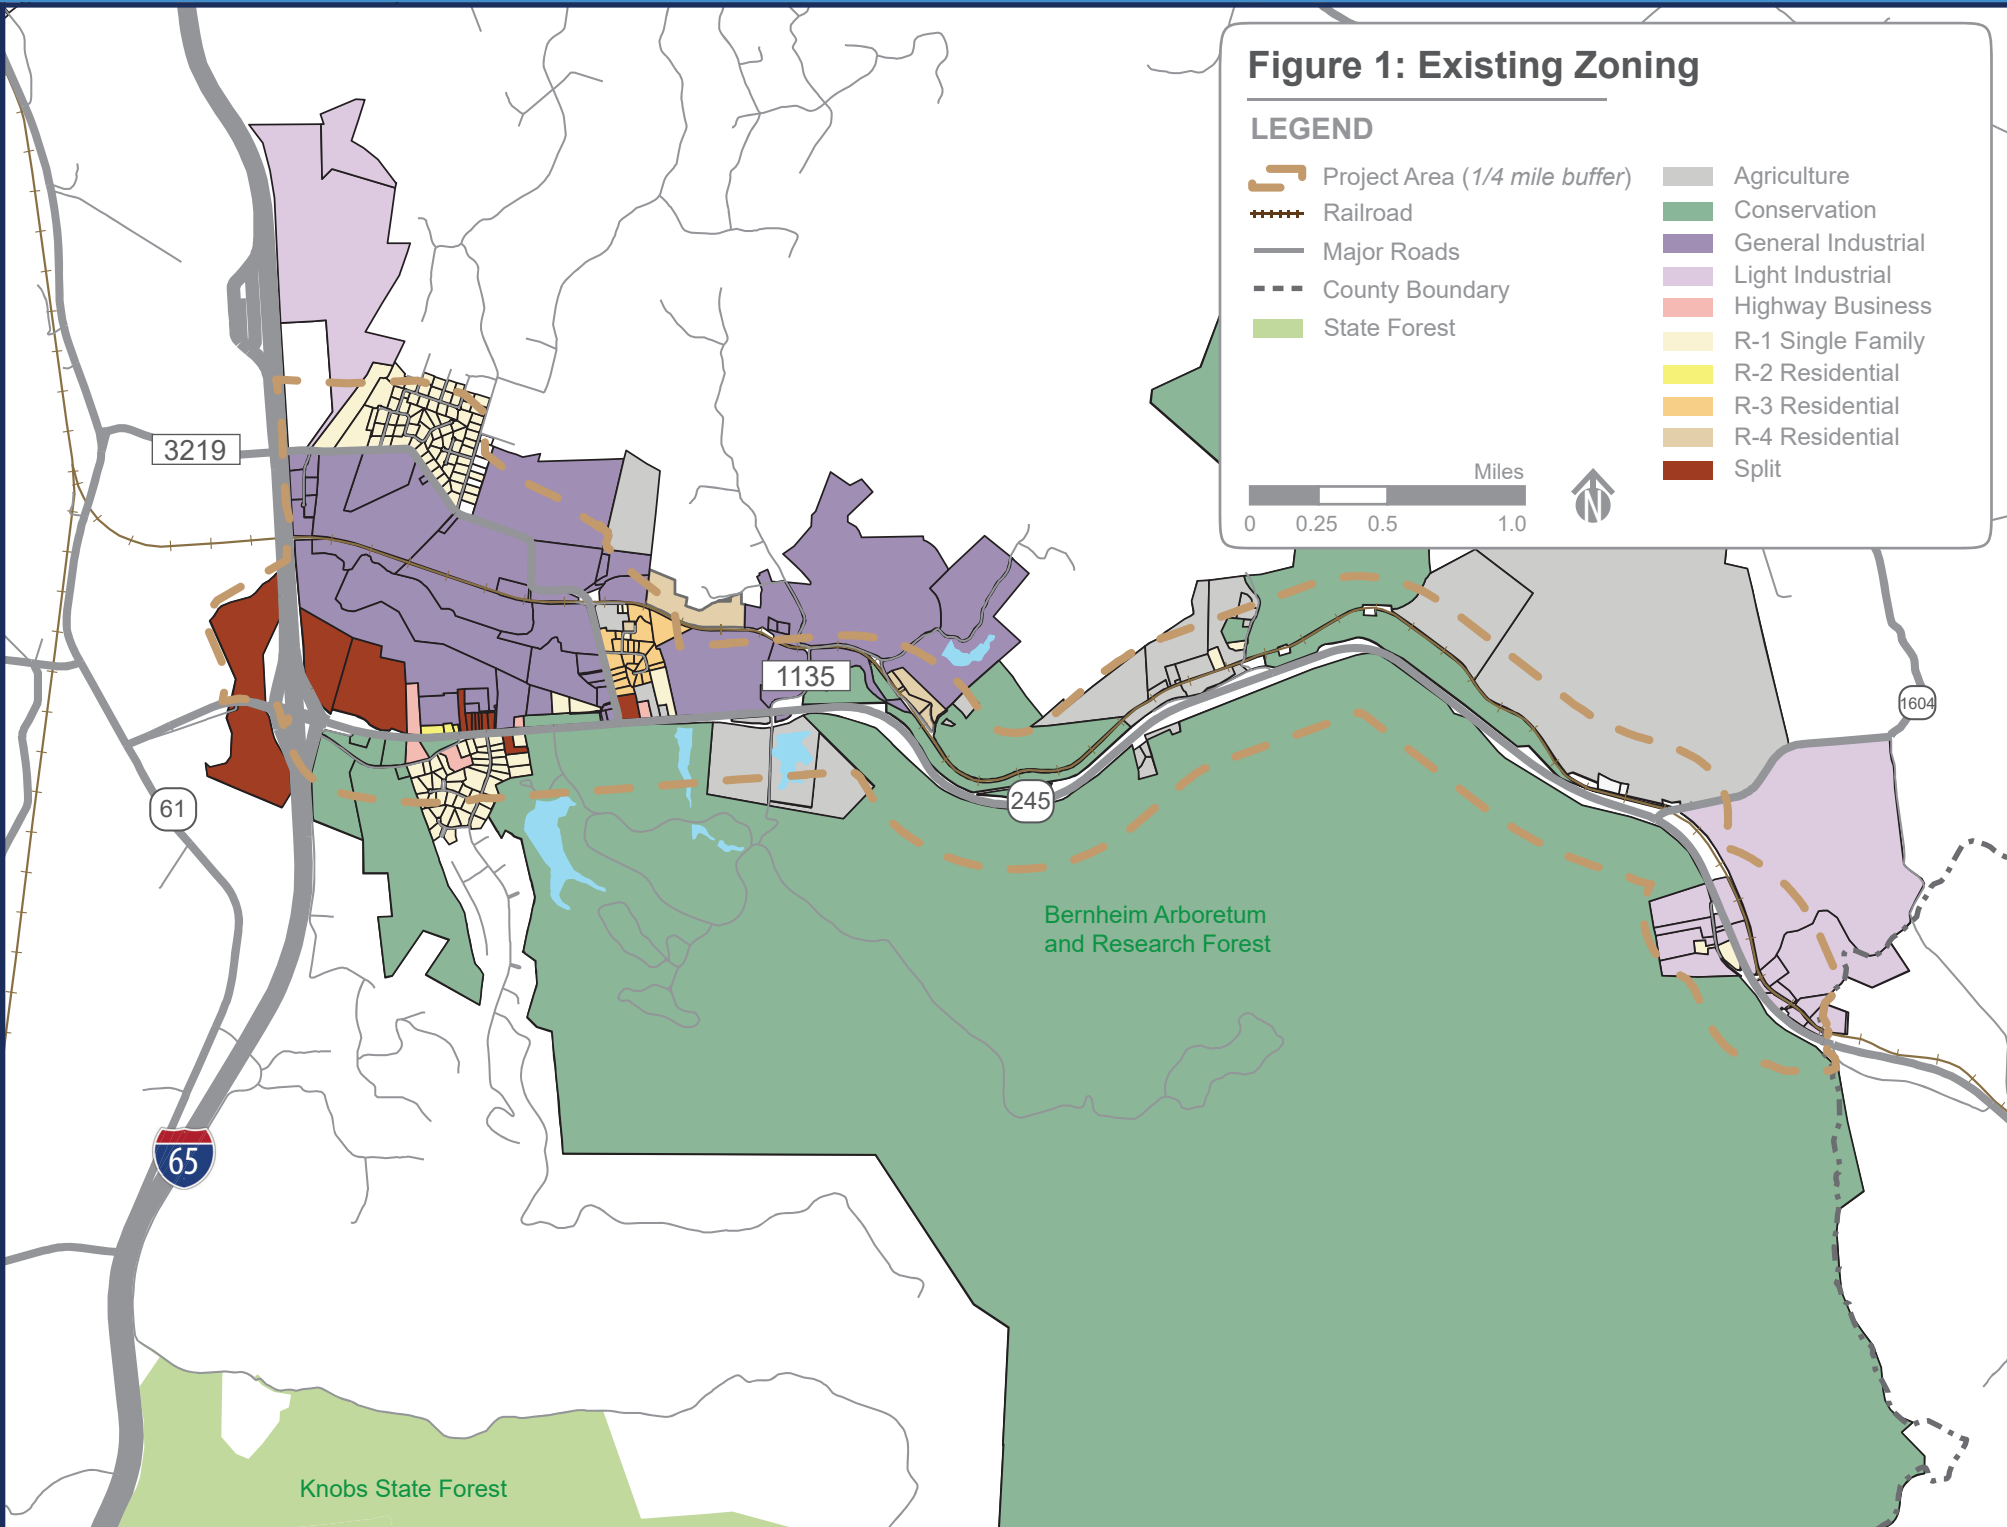 Figure 1: Existing Zoning
LEGEND
Project Area (1/4 mile buffer)
Railroad
Major Roads
County Boundary
State Forest
Agriculture
Conservation
General Industrial
Light Industrial
Highway Business
R-1 Single Family
R-2 Residential
R-3 Residential
R-4 Residential
Split
Miles
0 0.25 0.5 1.0
N
3219
1135
1604
61
245
Bernheim Arboretum
and Research Forest
65
Knobs State Forest